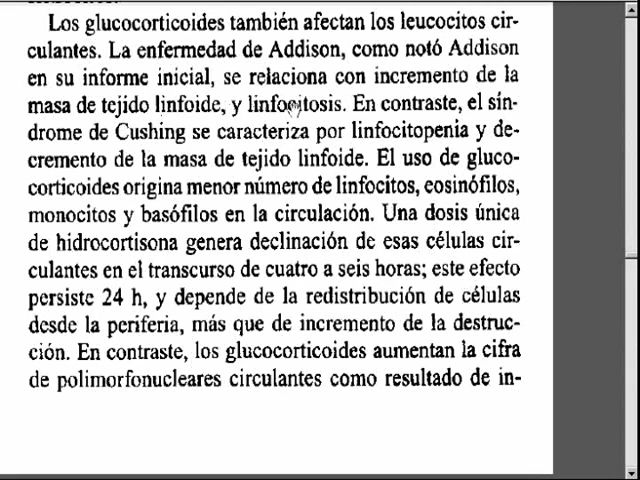 Los glucocorticoides también afectan los leucocitos cir-
culantes. La enfermedad de Addison, como notó Addison
en su informe inicial, se relaciona con incremento de la
masa de tejido linfoide, y linfocitosis. En contraste, el sín-
drome de Cushing se caracteriza por linfocitopenia y de-
cremento de la masa de tejido linfoide. El uso de gluco-
corticoides origina menor número de linfocitos, eosinófilos,
monocitos y basófilos en la circulación. Una dosis única
de hidrocortisona genera declinación de esas células cir-
culantes en el transcurso de cuatro a seis horas; este efecto
persiste 24 h, y depende de la redistribución de células
desde la periferia, más que de incremento de la destruc-
ción. En contraste, los glucocorticoides aumentan la cifra
de polimorfonucleares circulantes como resultado de in-